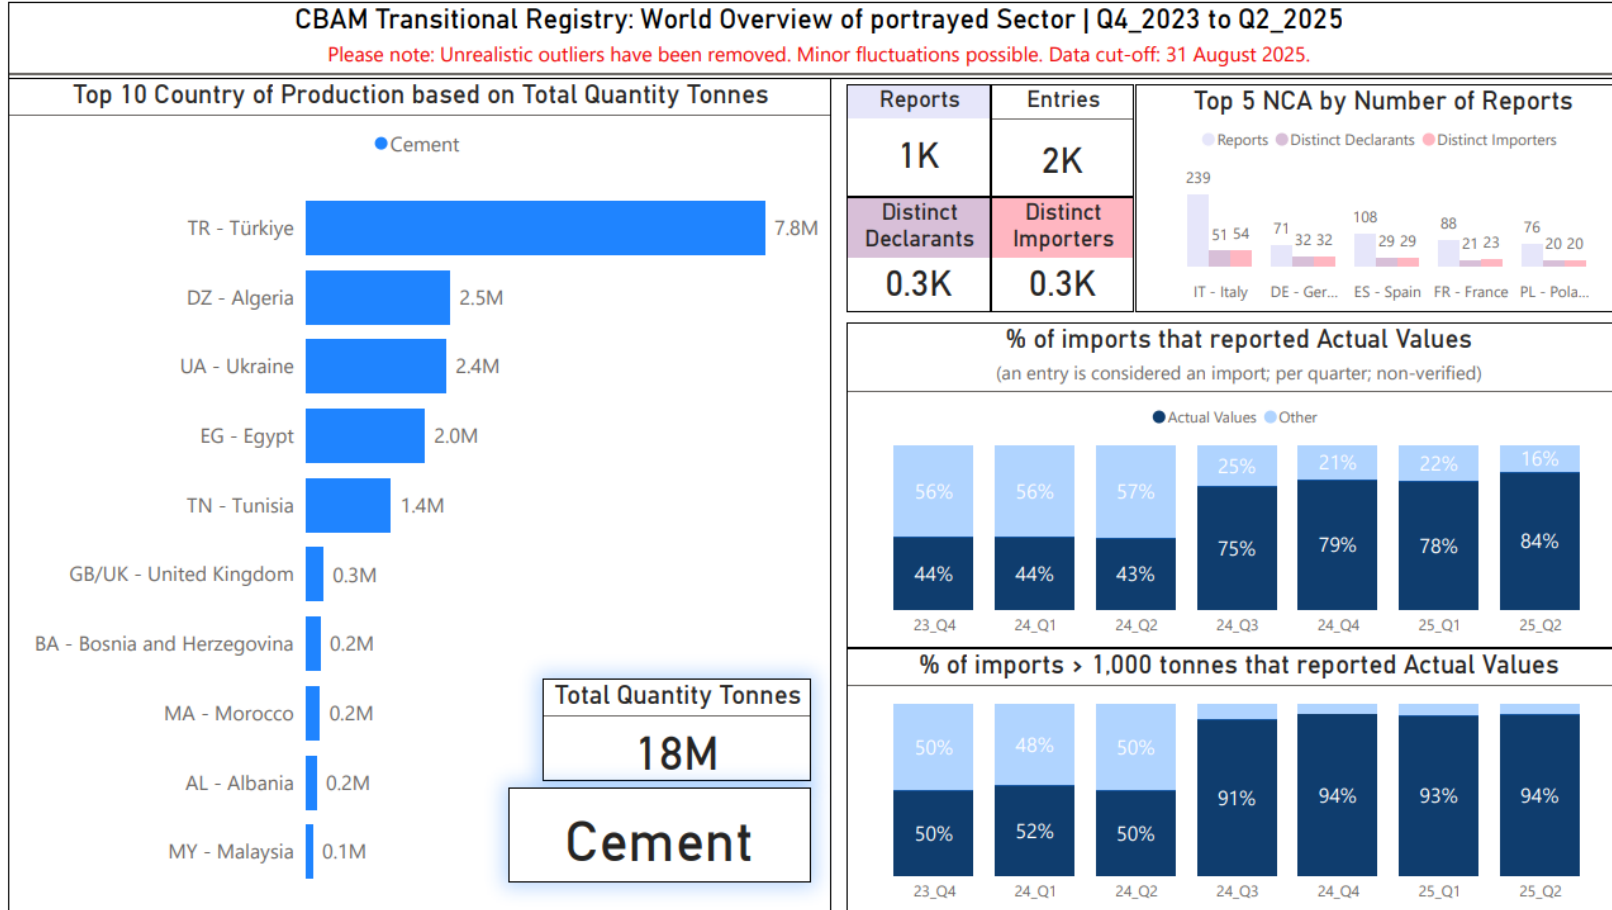 CBAM Transitional Registry: World Overview of portrayed Sector | Q4_2023 to Q2_2025
Please note: Unrealistic outliers have been removed. Minor fluctuations possible. Data cut-off: 31 August 2025.
Top 10 Country of Production based on Total Quantity Tonnes
Cement
TR - Türkiye 7.8M
DZ - Algeria 2.5M
UA - Ukraine 2.4M
EG - Egypt 2.0M
TN - Tunisia 1.4M
GB/UK - United Kingdom 0.3M
BA - Bosnia and Herzegovina 0.2M
MA - Morocco 0.2M
AL - Albania 0.2M
MY - Malaysia 0.1M
Total Quantity Tonnes
18M
Cement
Reports
1K
Entries
2K
Distinct
Declarants
0.3K
Distinct
Importers
0.3K
Top 5 NCA by Number of Reports
Reports Distinct Declarants Distinct Importers
239 51 54 71 32 32 108 29 29 88 21 23 76 20 20
IT - Italy DE - Ger... ES - Spain FR - France PL - Pola...
% of imports that reported Actual Values
(an entry is considered an import; per quarter; non-verified)
Actual Values Other
56% 56% 57% 25% 21% 22% 16%
44% 44% 43% 75% 79% 78% 84%
23_Q4 24_Q1 24_Q2 24_Q3 24_Q4 25_Q1 25_Q2
% of imports > 1,000 tonnes that reported Actual Values
50% 48% 50%
50% 52% 50% 91% 94% 93% 94%
23_Q4 24_Q1 24_Q2 24_Q3 24_Q4 25_Q1 25_Q2